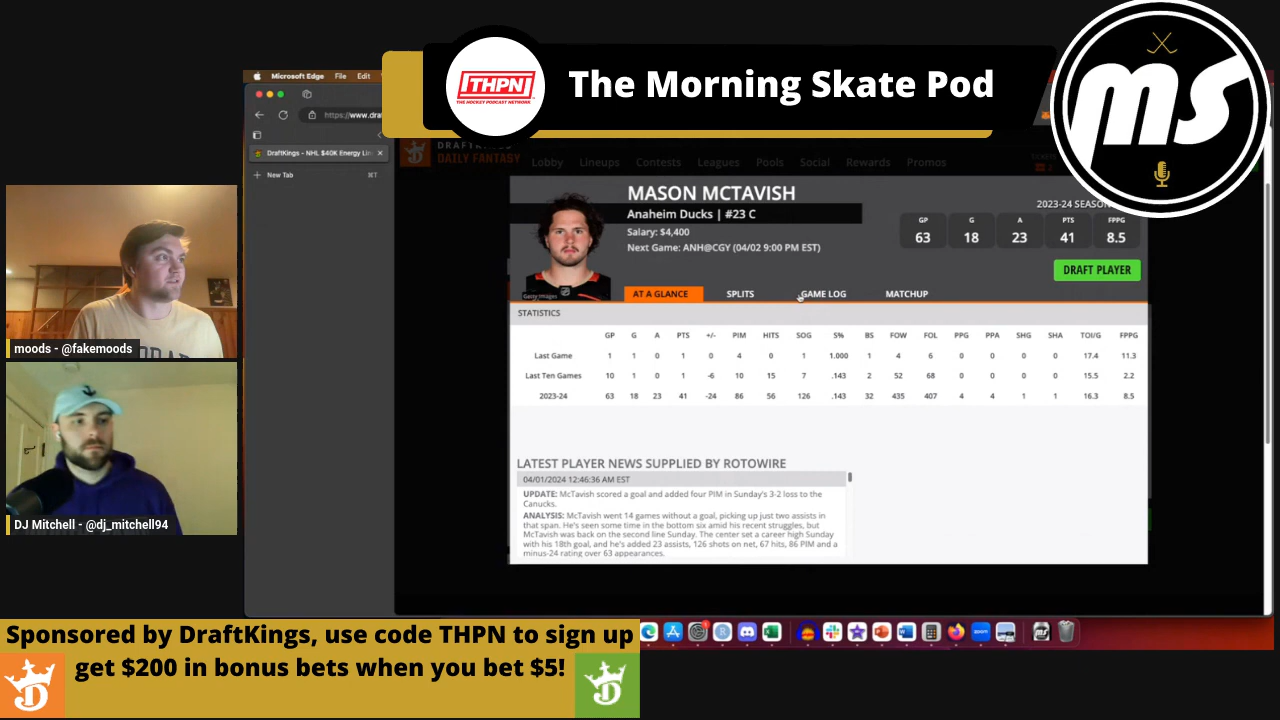 THPN
THE HOCKEY PODCAST NETWORK
The Morning Skate Pod
ms
Microsoft Edge File Edit
https://www.dra
DraftKings - NHL $40K Energy Lin
+ New Tab ⌘T
DRAFTKINGS
DAILY FANTASY
Lobby Lineups Contests Leagues Pools Social Rewards Promos
MASON MCTAVISH
Anaheim Ducks | #23 C
Salary: $4,400
Next Game: ANH@CGY (04/02 9:00 PM EST)
2023-24 SEASON
GP G A PTS FPPG
63 18 23 41 8.5
DRAFT PLAYER
Getty Images
AT A GLANCE SPLITS GAME LOG MATCHUP
STATISTICS
GP G A PTS +/- PIM HITS SOG S% BS FOW FOL PPG PPA SHG SHA TOI/G FPPG
Last Game 1 1 0 1 0 4 0 1 1.000 1 4 6 0 0 0 0 17.4 11.3
Last Ten Games 10 1 0 1 -6 10 15 7 .143 2 52 68 0 0 0 0 15.5 2.2
2023-24 63 18 23 41 -24 86 56 126 .143 32 435 407 4 4 1 1 16.3 8.5
LATEST PLAYER NEWS SUPPLIED BY ROTOWIRE
04/01/2024 12:46:36 AM EST
UPDATE: McTavish scored a goal and added four PIM in Sunday's 3-2 loss to the
Canucks.
ANALYSIS: McTavish went 14 games without a goal, picking up just two assists in
that span. He's seen some time in the bottom six amid his recent struggles, but
McTavish was back on the second line Sunday. The center set a career high Sunday
with his 18th goal, and he's added 23 assists, 126 shots on net, 67 hits, 86 PIM and a
minus-24 rating over 63 appearances.
moods - @fakemoods
DJ Mitchell - @dj_mitchell94
Sponsored by DraftKings, use code THPN to sign up
get $200 in bonus bets when you bet $5!
zoom